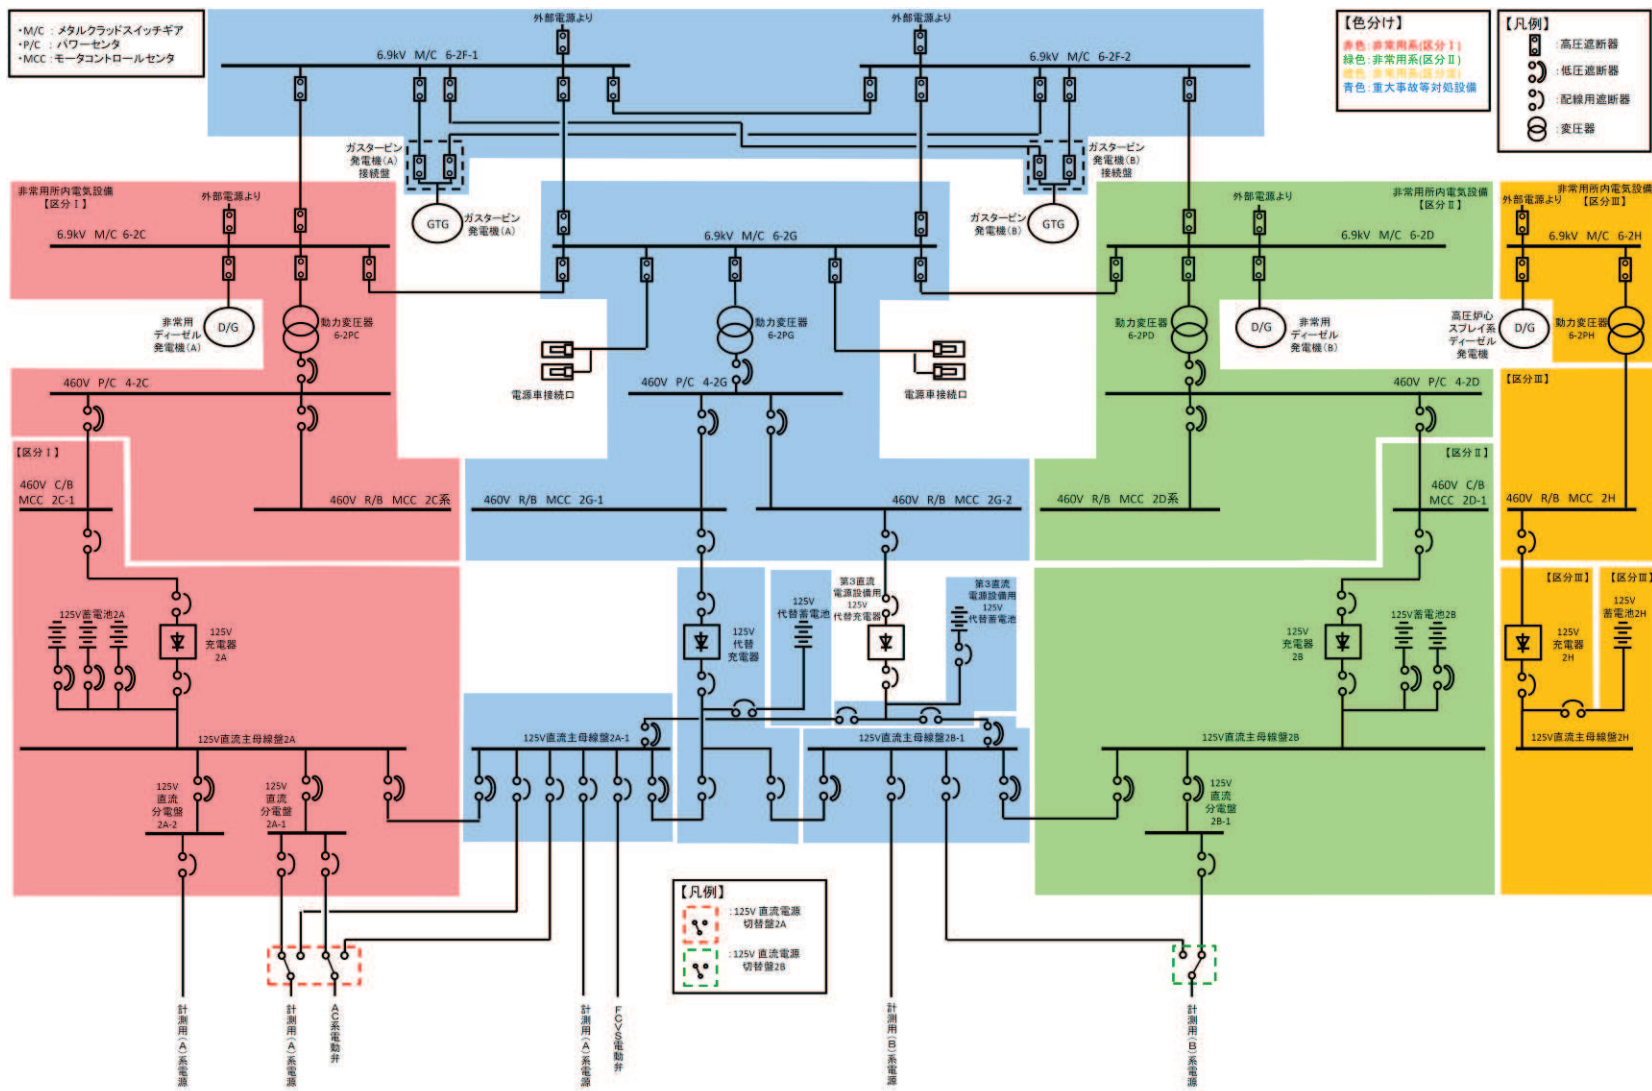 ・M/C : メタルクラッドスイッチギア
・P/C : パワーセンタ
・MCC : モータコントロールセンタ
外部電源より
外部電源より
6.9kV M/C 6-2F-1
6.9kV M/C 6-2F-2
【色分け】
赤色:非常用系(区分Ⅰ)
緑色:非常用系(区分Ⅱ)
橙色:非常用系(区分Ⅲ)
青色:重大事故等対処設備
【凡例】
:高圧遮断器
:低圧遮断器
:配線用遮断器
:変圧器
ガスタービン
発電機(A)
接続盤
ガスタービン
発電機(B)
接続盤
GTG
ガスタービン
発電機(A)
ガスタービン
発電機(B)
GTG
非常用所内電気設備
【区分Ⅰ】
外部電源より
6.9kV M/C 6-2C
6.9kV M/C 6-2G
外部電源より
非常用所内電気設備
【区分Ⅱ】
6.9kV M/C 6-2D
非常用所内電気設備
【区分Ⅲ】
外部電源より
6.9kV M/C 6-2H
非常用
ディーゼル
発電機(A)
D/G
動力変圧器
6-2PC
動力変圧器
6-2PG
動力変圧器
6-2PD
D/G
非常用
ディーゼル
発電機(B)
高圧炉心
スプレイ系
ディーゼル
発電機
D/G
動力変圧器
6-2PH
電源車接続口
電源車接続口
460V P/C 4-2C
460V P/C 4-2G
460V P/C 4-2D
【区分Ⅲ】
【区分Ⅰ】
460V C/B
MCC 2C-1
460V R/B MCC 2C系
460V R/B MCC 2G-1
460V R/B MCC 2G-2
460V R/B MCC 2D系
【区分Ⅱ】
460V C/B
MCC 2D-1
460V R/B MCC 2H
125V蓄電池2A
125V
充電器
2A
125V
代替
充電器
125V
代替蓄電池
第3直流
電源設備用
125V
代替充電器
第3直流
電源設備用
125V
代替蓄電池
125V
充電器
2B
125V蓄電池2B
【区分Ⅲ】
125V
充電器
2H
【区分Ⅲ】
125V
蓄電池2H
125V直流主母線盤2A
125V直流主母線盤2A-1
125V直流主母線盤2B-1
125V直流主母線盤2B
125V直流主母線盤2H
125V
直流
分電盤
2A-2
125V
直流
分電盤
2A-1
125V
直流
分電盤
2B-1
【凡例】
:125V 直流電源
切替盤2A
:125V 直流電源
切替盤2B
計測用(A)系電源
計測用(A)系電源
AC系電動弁
計測用(A)系電源
FCVS電動弁
計測用(B)系電源
計測用(B)系電源